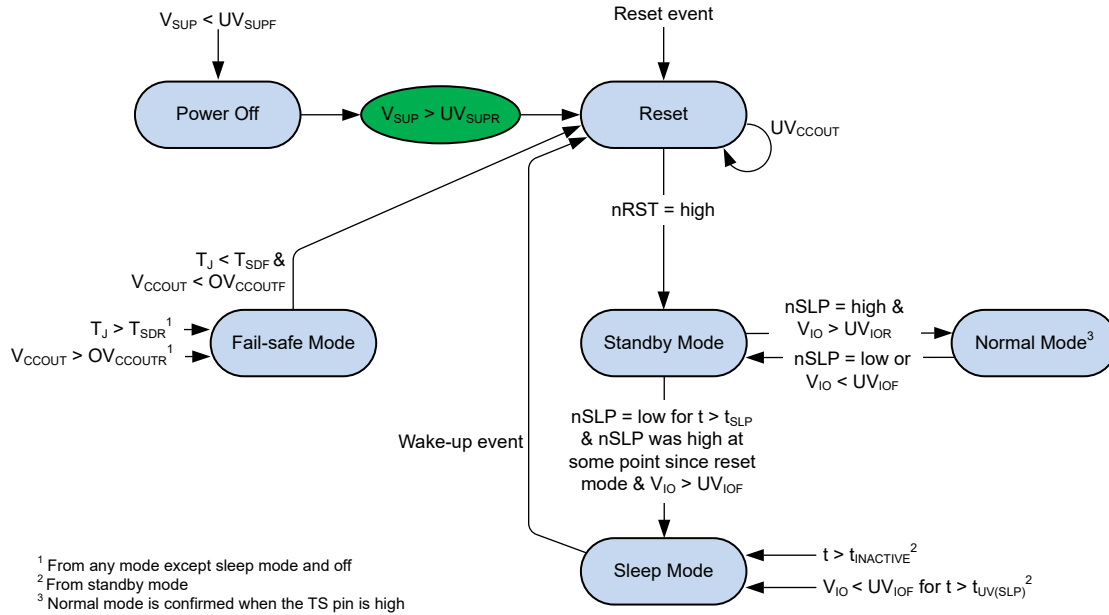 V_SUP < UV_SUPF
Reset event
Power Off
V_SUP > UV_SUPR
Reset
UV_CCOUT
nRST = high
T_J < T_SDF &
V_CCOUT < OV_CCOUTF
T_J > T_SDR¹
V_CCOUT > OV_CCOUTR¹
Fail-safe Mode
Standby Mode
nSLP = high &
V_IO > UV_IOR
nSLP = low or
V_IO < UV_IOF
Normal Mode³
Wake-up event
nSLP = low for t > t_SLP
& nSLP was high at
some point since reset
mode & V_IO > UV_IOF
Sleep Mode
t > t_INACTIVE²
V_IO < UV_IOF for t > t_UV(SLP)²
¹ From any mode except sleep mode and off
² From standby mode
³ Normal mode is confirmed when the TS pin is high